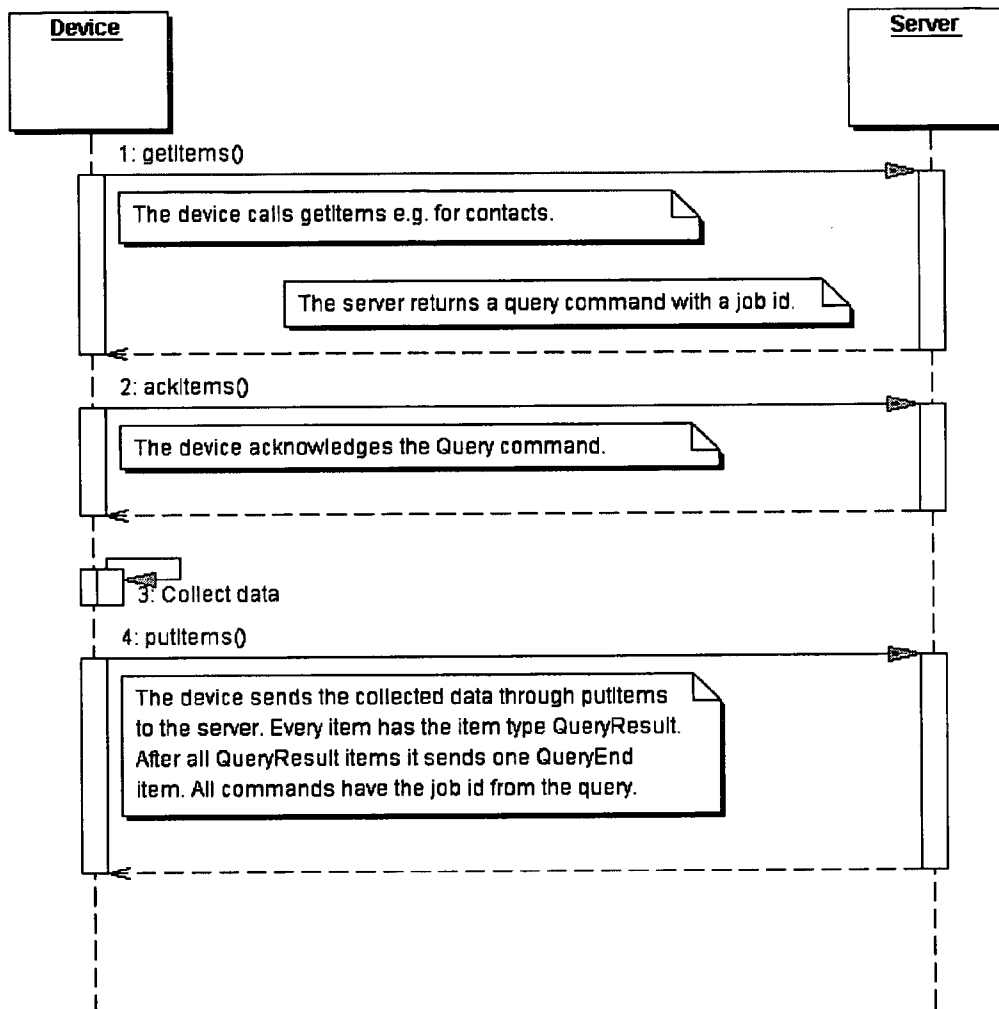 Device
Server
1: getItems()
The device calls getItems e.g. for contacts.
The server returns a query command with a job id.
2: ackItems()
The device acknowledges the Query command.
3: Collect data
4: putItems()
The device sends the collected data through putItems
to the server. Every item has the item type QueryResult.
After all QueryResult items it sends one QueryEnd
item. All commands have the job id from the query.